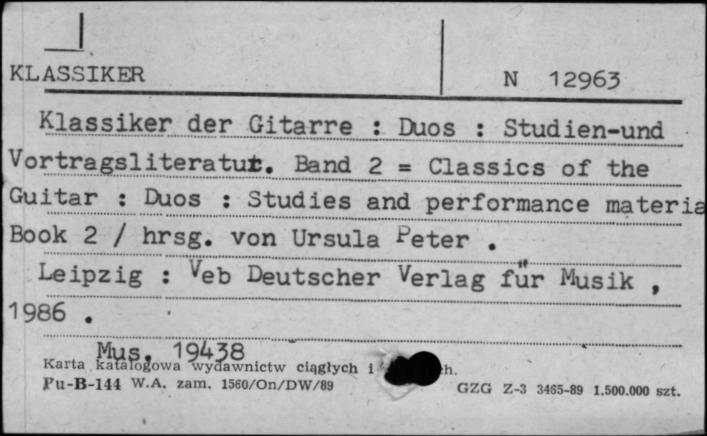 KLASSIKER
N 12963
Klassiker der Gitarre : Duos : Studien-und
Vortragsliteratur. Band 2 = Classics of the
Guitar : Duos : Studies and performance materia
Book 2 / hrsg. von Ursula Peter .
Leipzig : Veb Deutscher Verlag für Musik ,
1986 .
Mus. 19438
Karta katalogowa wydawnictw ciągłych i
Pu-B-144 W.A. zam. 1560/On/DW/89
GZG Z-3 3465-89 1.500.000 szt.